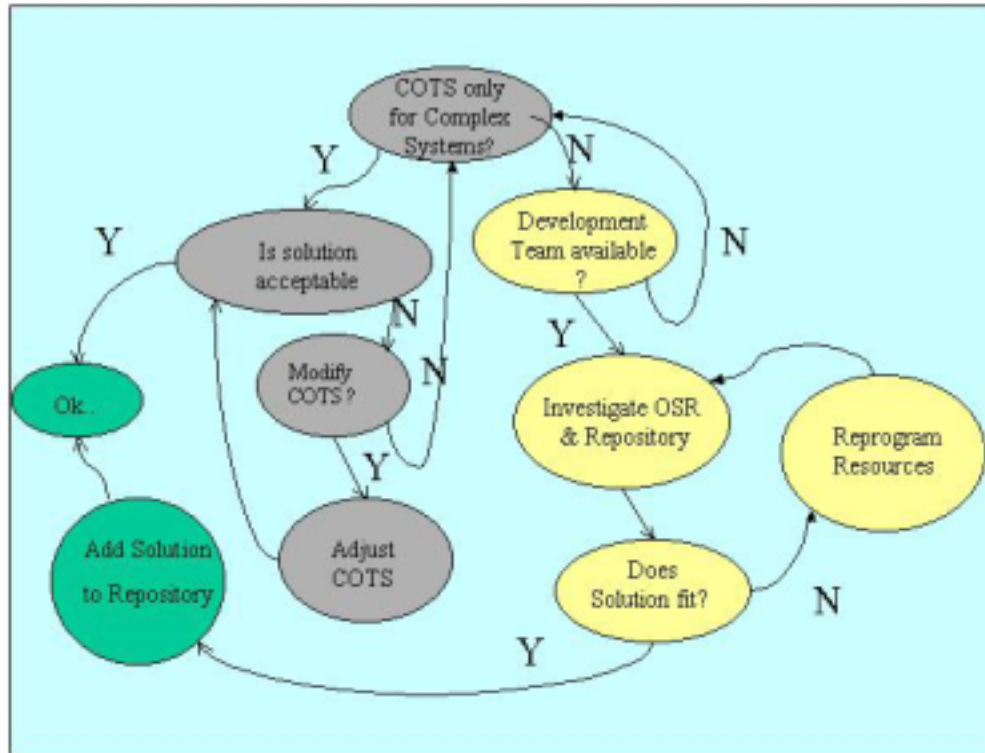 COTS only
for Complex
Systems?
Y
N
Is solution
acceptable
Development
Team available
?
Y
N
N
Y
Modify
COTS ?
N
Ok..
Investigate OSR
& Repository
Reprogram
Resources
Y
Add Solution
to Repository
Adjust
COTS
Does
Solution fit?
N
Y